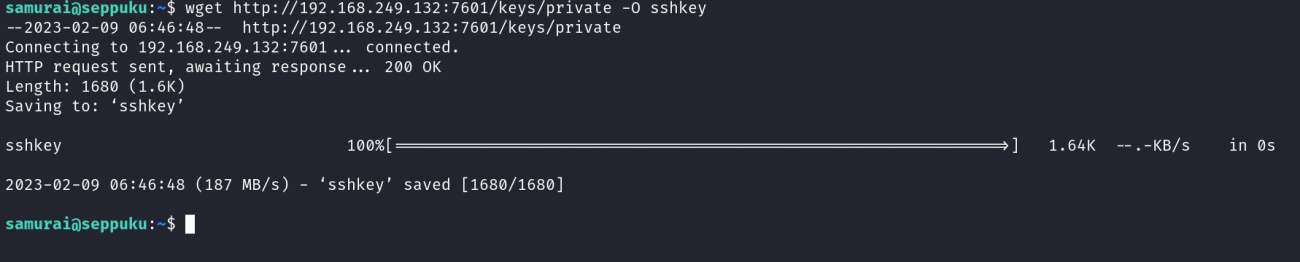 samurai@seppuku:~$ wget http://192.168.249.132:7601/keys/private -O sshkey
--2023-02-09 06:46:48--  http://192.168.249.132:7601/keys/private
Connecting to 192.168.249.132:7601... connected.
HTTP request sent, awaiting response... 200 OK
Length: 1680 (1.6K)
Saving to: ‘sshkey’
sshkey 100%[===================>] 1.64K --.-KB/s in 0s
2023-02-09 06:46:48 (187 MB/s) - ‘sshkey’ saved [1680/1680]
samurai@seppuku:~$